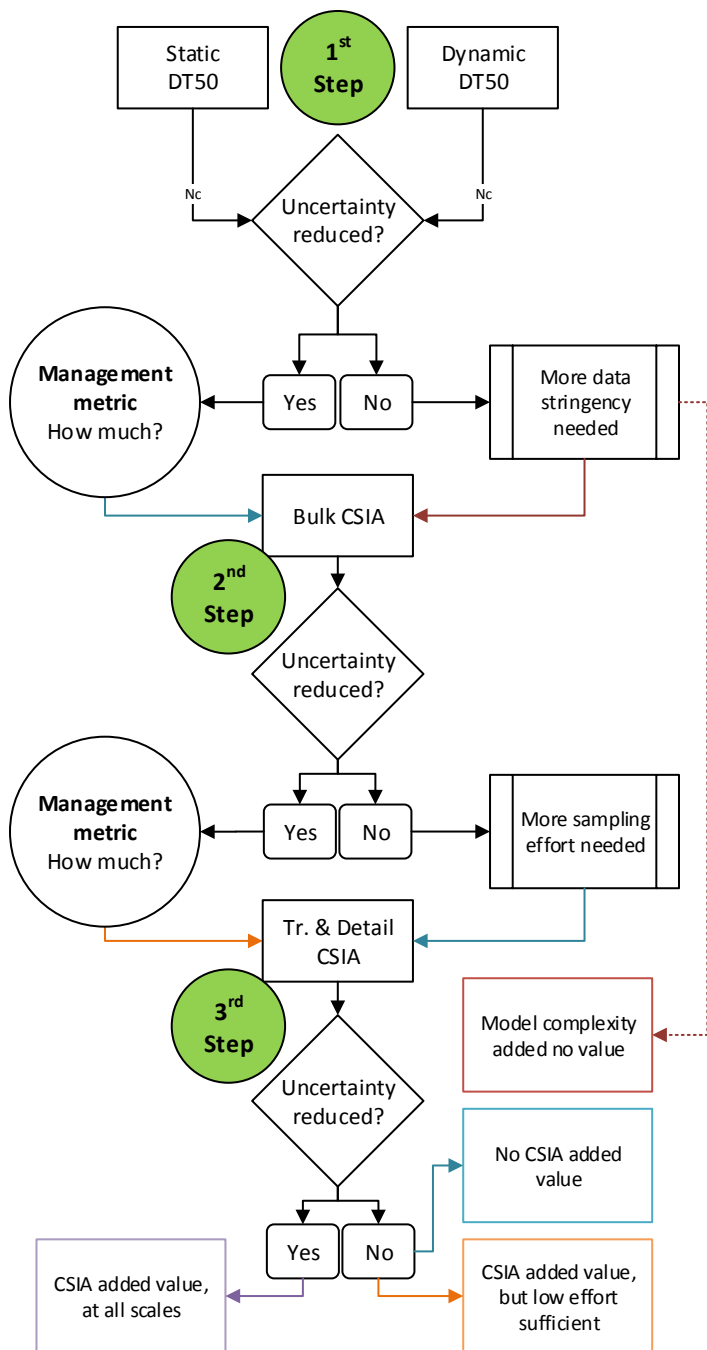 Static
DT50
1st
Step
Dynamic
DT50
Nc
Nc
Uncertainty
reduced?
Management
metric
How much?
Yes
No
More data
stringency
needed
Bulk CSIA
2nd
Step
Uncertainty
reduced?
Management
metric
How much?
Yes
No
More sampling
effort needed
Tr. & Detail
CSIA
3rd
Step
Model complexity
added no value
Uncertainty
reduced?
No CSIA added
value
Yes
No
CSIA added value,
at all scales
CSIA added value,
but low effort
sufficient